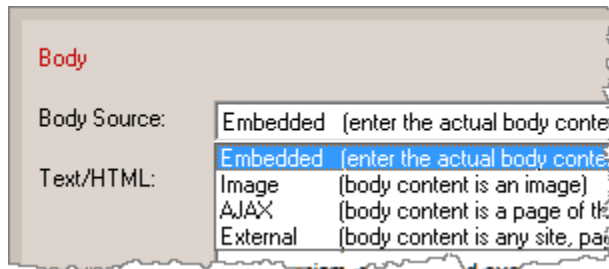 Body
Body Source:
Embedded (enter the actual body conte
Embedded (enter the actual body conte
Text/HTML:
Image (body content is an image)
AJAX (body content is a page of th
External (body content is any site, pa